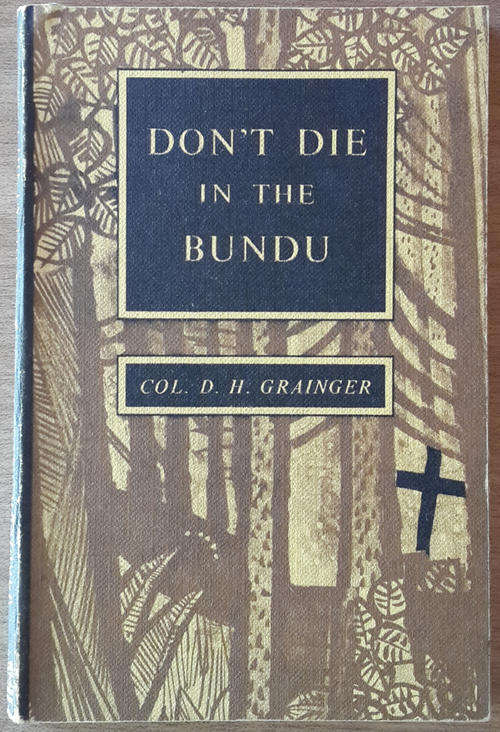 DON'T DIE
IN THE
BUNDU
COL. D. H. GRAINGER